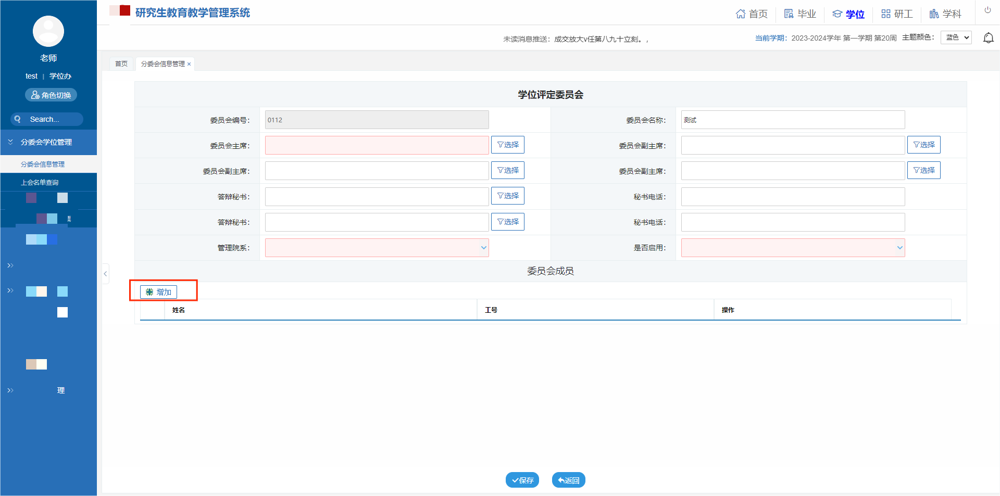 研究生教育教学管理系统
首页
毕业
学位
研工
学科
老师
test | 学位办
角色切换
Search...
分委会学位管理
分委会信息管理
上会名单查询
理
未读消息推送：成交放大v任第八九十立刻。,
当前学期：2023-2024学年 第一学期 第20周
主题颜色：
蓝色
首页
分委会信息管理 ×
学位评定委员会
委员会编号：
0112
委员会名称：
测试
委员会主席：
选择
委员会副主席：
选择
委员会副主席：
选择
委员会副主席：
选择
答辩秘书：
选择
秘书电话：
答辩秘书：
选择
秘书电话：
管理院系：
是否启用：
委员会成员
增加
姓名
工号
操作
保存
返回